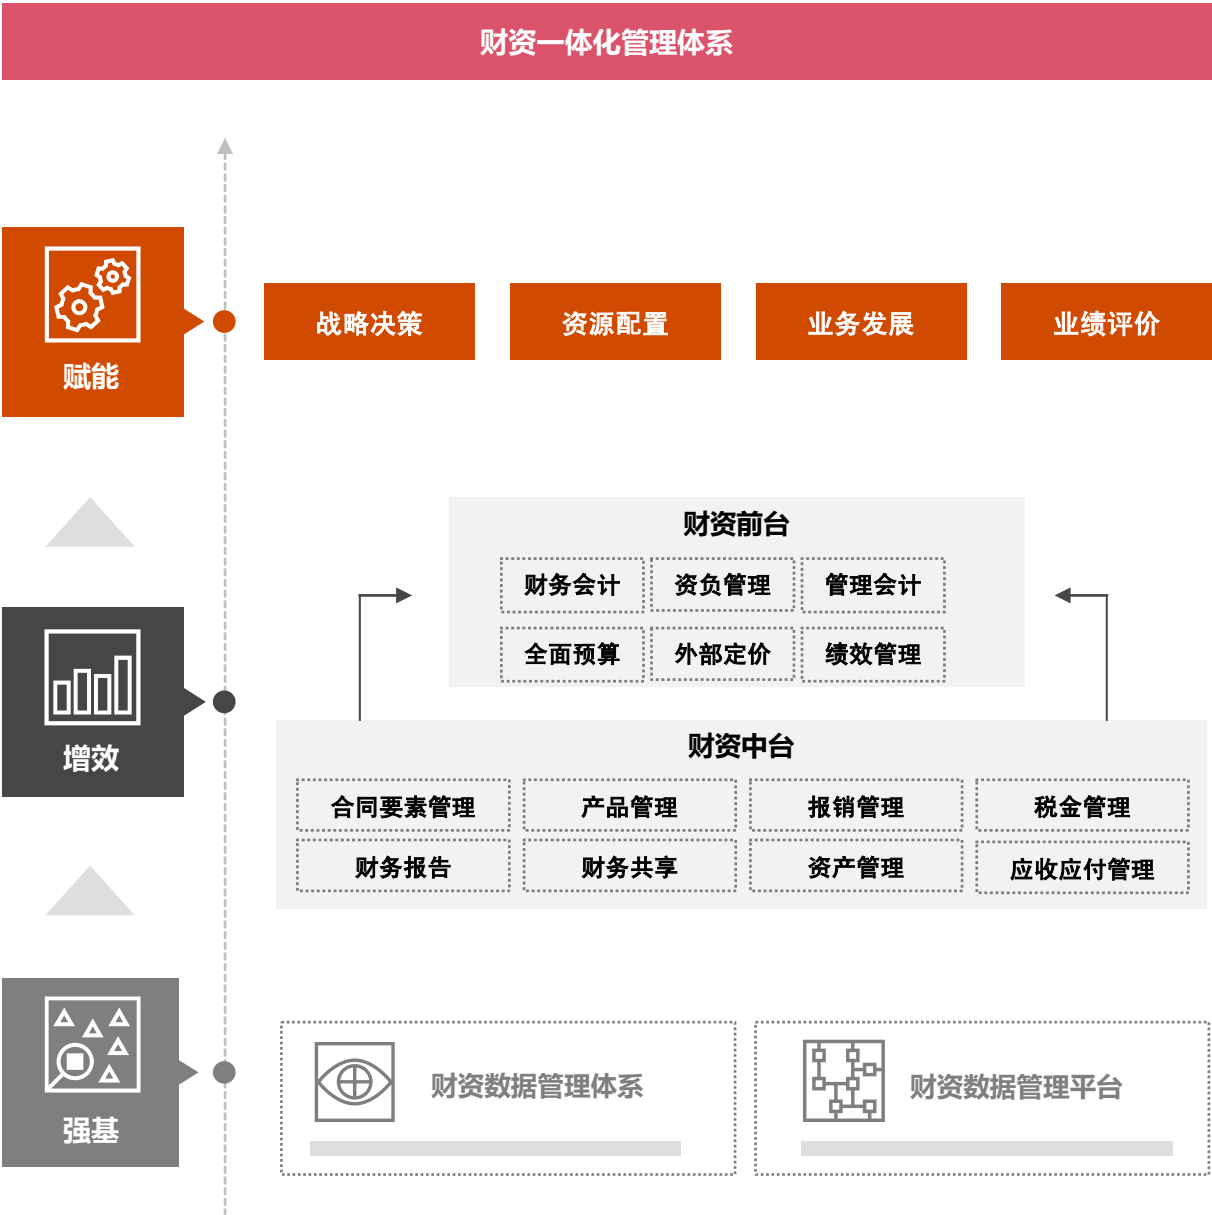 财资一体化管理体系
赋能
战略决策
资源配置
业务发展
业绩评价
财资前台
财务会计
资负管理
管理会计
全面预算
外部定价
绩效管理
增效
财资中台
合同要素管理
产品管理
报销管理
税金管理
财务报告
财务共享
资产管理
应收应付管理
强基
财资数据管理体系
财资数据管理平台